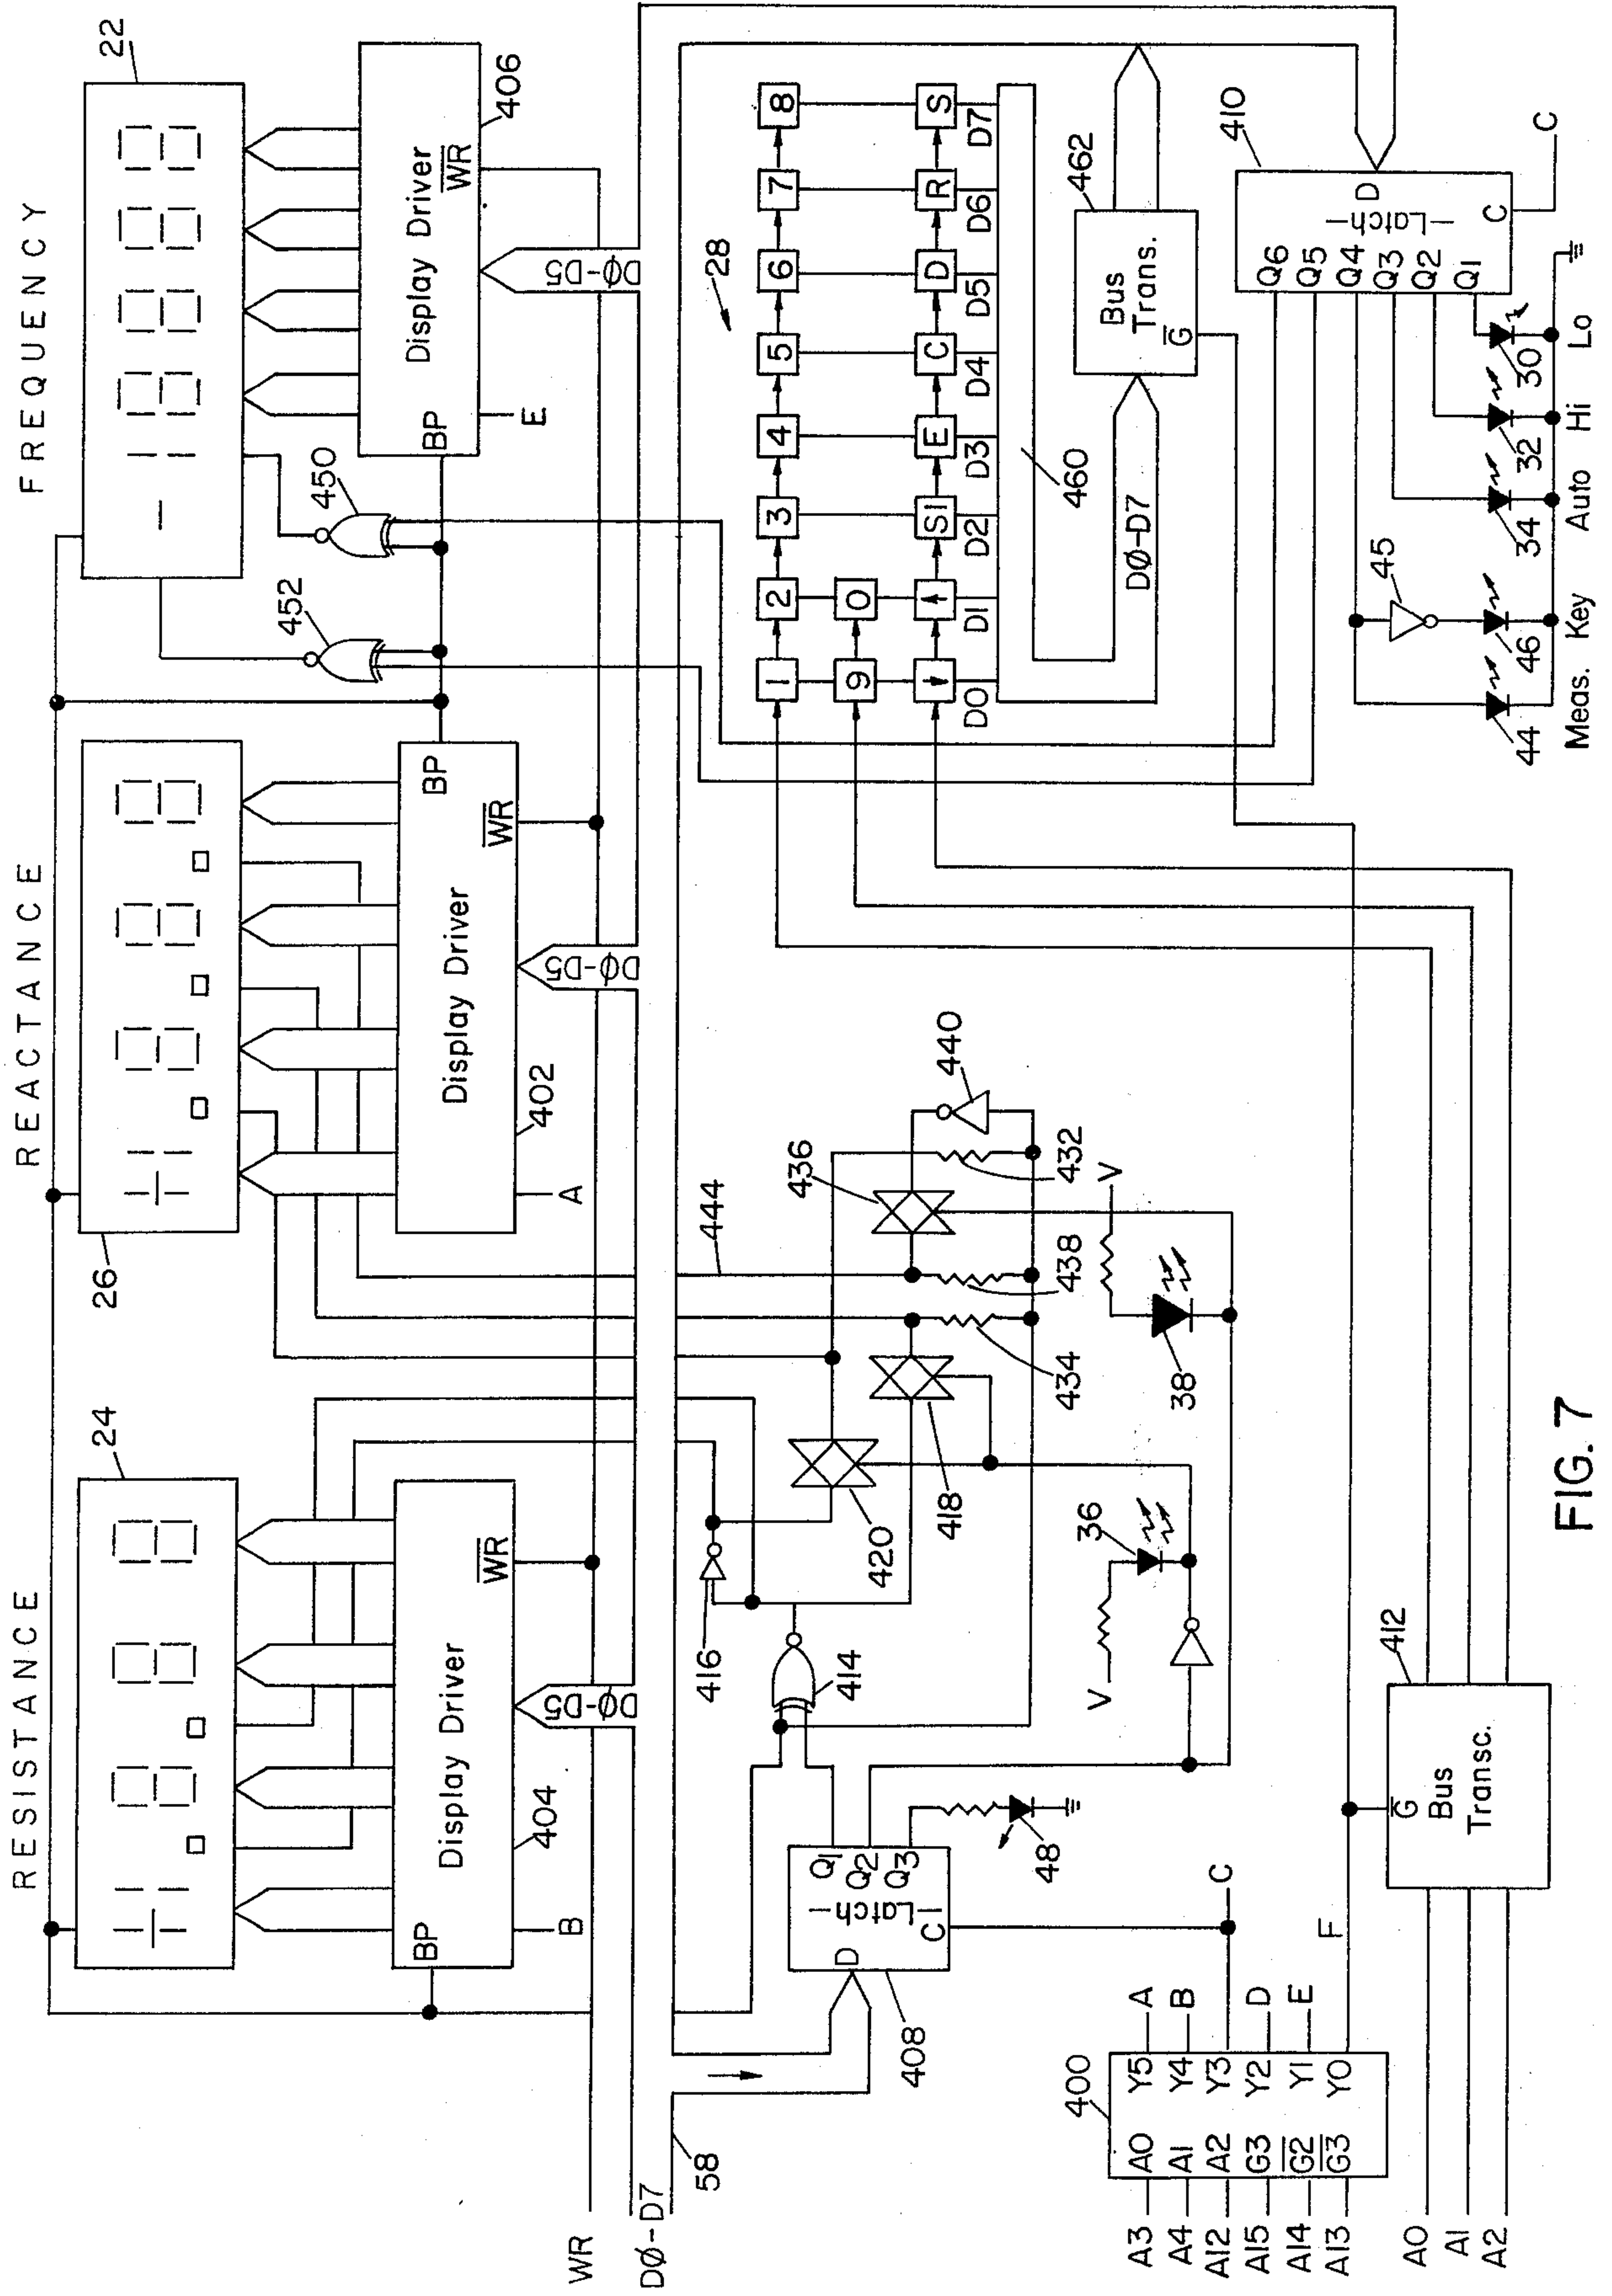 RESISTANCE
REACTANCE
FREQUENCY
24
26
22
BP
Display Driver
WR
404
B
DØ-D5
Display Driver
BP
WR
402
A
DØ-D5
BP
Display Driver
WR
406
E
DØ-D5
450
452
WR
DØ-D7
58
28
1 2 3 4 5 6 7 8
9 0
↓ ↑ S1 E C D R S
D0 D1 D2 D3 D4 D5 D6 D7
460
DØ-D7
Bus
Trans.
G
462
416
414
420
418
444
436
440
434
438
432
V
36
V
38
D
-Latch-
C
Q1
Q2
Q3
408
48
400
A3 A0 Y5 A
A4 A1 Y4 B
A12 A2 Y3 C
A15 G3 Y2 D
A14 G2 Y1 E
A13 G3 Y0 F
A0
A1
A2
G
Bus
Transc.
412
410
Q6
Q5
Q4
Q3
Q2
Q1
D
-Latch-
C
C
45
44
46
34
32
30
Meas. Key Auto Hi Lo
FIG. 7